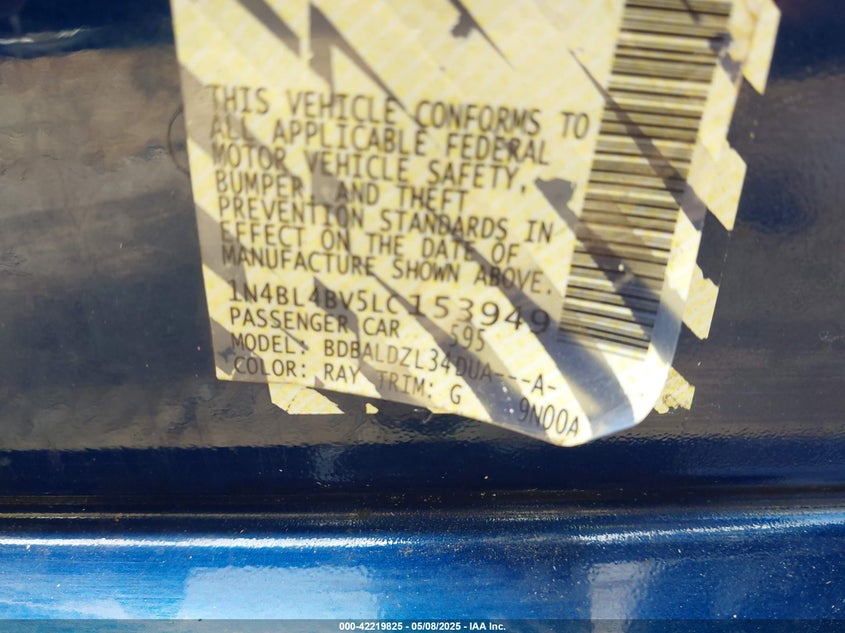 THIS VEHICLE CONFORMS TO
ALL APPLICABLE FEDERAL
MOTOR VEHICLE SAFETY,
BUMPER, AND THEFT
PREVENTION STANDARDS IN
EFFECT ON THE DATE OF
MANUFACTURE SHOWN ABOVE.
1N4BL4BV5LC153949
PASSENGER CAR 595
MODEL: BDBALDZL34DUA---A-
COLOR: RAY TRIM: G 9N00A
000-42219825 - 05/08/2025 - IAA Inc.